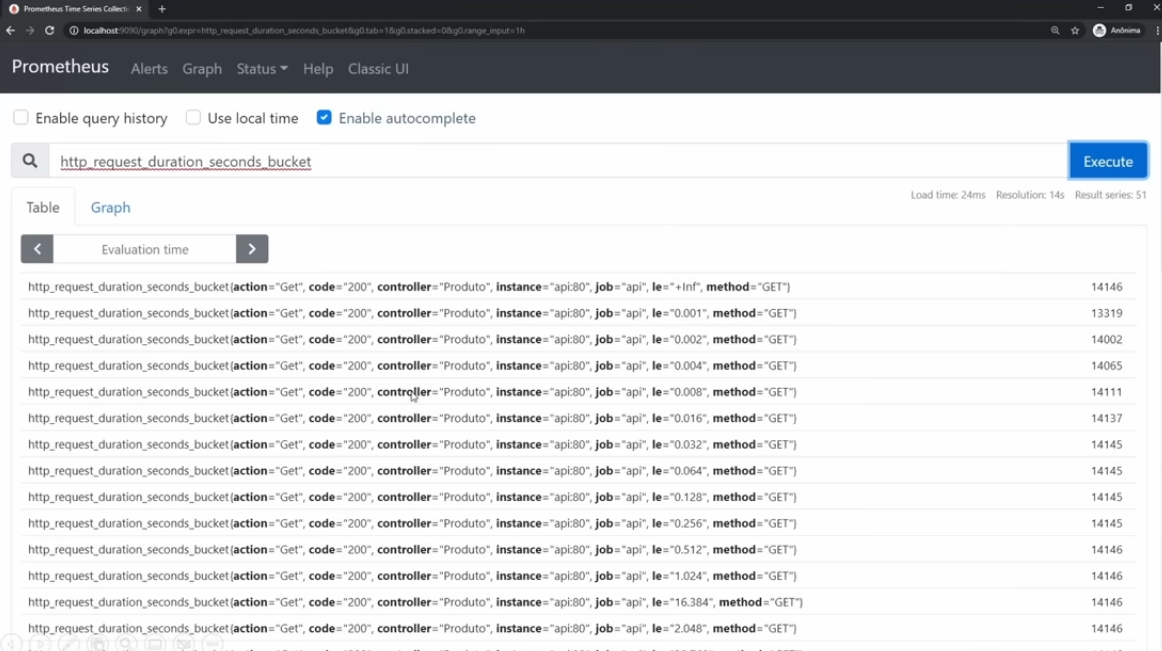 Prometheus Time Series Collecti
localhost:9090/graph?g0.expr=http_request_duration_seconds_bucket&g0.tab=1&g0.stacked=0&g0.range_input=1h
Anônima
Prometheus Alerts Graph Status Help Classic UI
Enable query history Use local time Enable autocomplete
http_request_duration_seconds_bucket Execute
Load time: 24ms Resolution: 14s Result series: 51
Table Graph
Evaluation time
http_request_duration_seconds_bucket{action="Get", code="200", controller="Produto", instance="api:80", job="api", le="+Inf", method="GET"} 14146
http_request_duration_seconds_bucket{action="Get", code="200", controller="Produto", instance="api:80", job="api", le="0.001", method="GET"} 13319
http_request_duration_seconds_bucket{action="Get", code="200", controller="Produto", instance="api:80", job="api", le="0.002", method="GET"} 14002
http_request_duration_seconds_bucket{action="Get", code="200", controller="Produto", instance="api:80", job="api", le="0.004", method="GET"} 14065
http_request_duration_seconds_bucket{action="Get", code="200", controller="Produto", instance="api:80", job="api", le="0.008", method="GET"} 14111
http_request_duration_seconds_bucket{action="Get", code="200", controller="Produto", instance="api:80", job="api", le="0.016", method="GET"} 14137
http_request_duration_seconds_bucket{action="Get", code="200", controller="Produto", instance="api:80", job="api", le="0.032", method="GET"} 14145
http_request_duration_seconds_bucket{action="Get", code="200", controller="Produto", instance="api:80", job="api", le="0.064", method="GET"} 14145
http_request_duration_seconds_bucket{action="Get", code="200", controller="Produto", instance="api:80", job="api", le="0.128", method="GET"} 14145
http_request_duration_seconds_bucket{action="Get", code="200", controller="Produto", instance="api:80", job="api", le="0.256", method="GET"} 14145
http_request_duration_seconds_bucket{action="Get", code="200", controller="Produto", instance="api:80", job="api", le="0.512", method="GET"} 14146
http_request_duration_seconds_bucket{action="Get", code="200", controller="Produto", instance="api:80", job="api", le="1.024", method="GET"} 14146
http_request_duration_seconds_bucket{action="Get", code="200", controller="Produto", instance="api:80", job="api", le="16.384", method="GET"} 14146
http_request_duration_seconds_bucket{action="Get", code="200", controller="Produto", instance="api:80", job="api", le="2.048", method="GET"} 14146